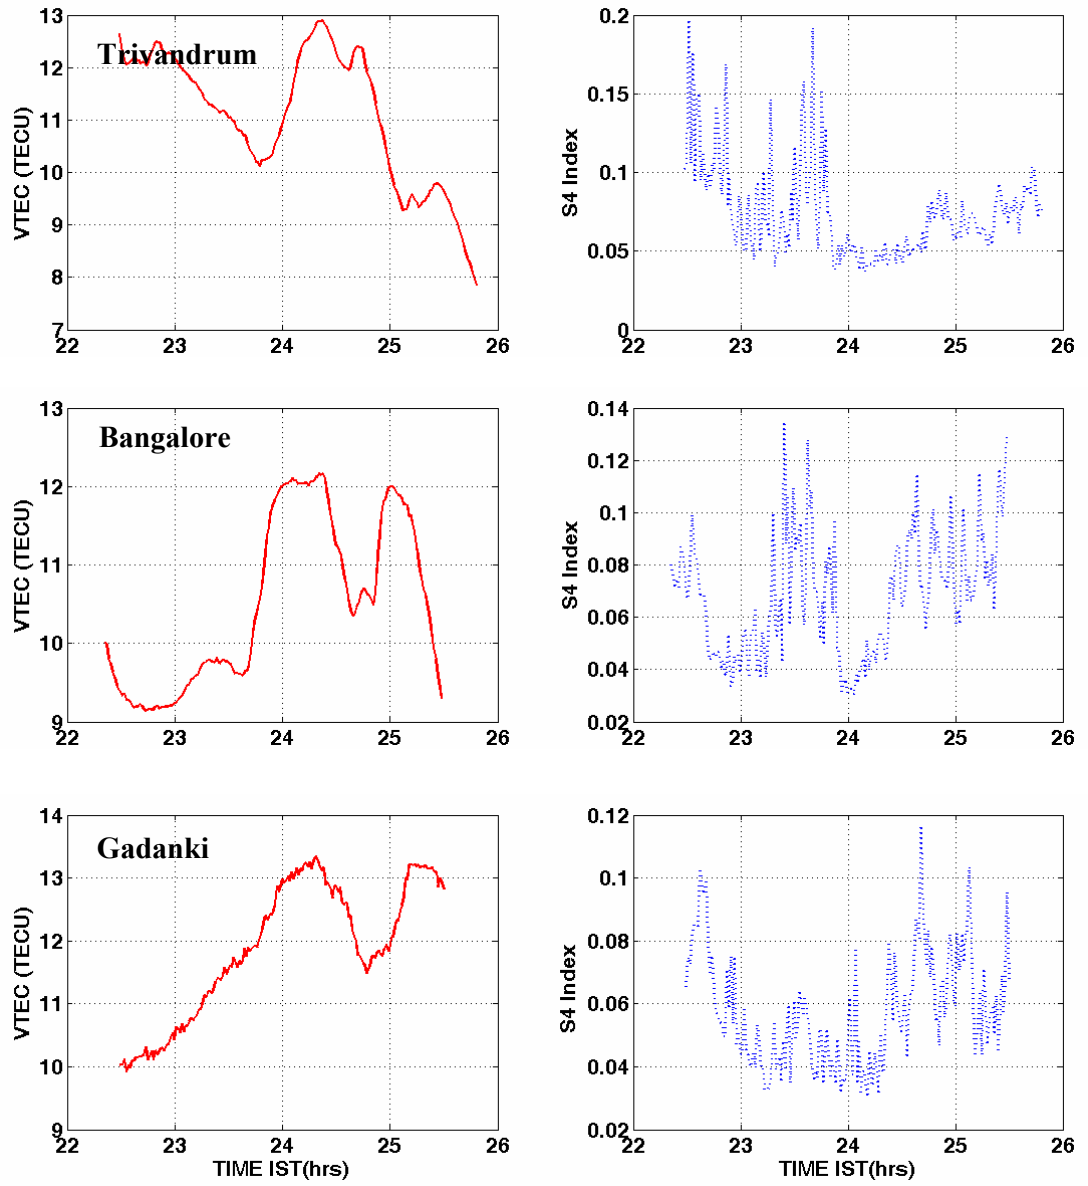 13
12
11
10
9
8
7
VTEC (TECU)
Trivandrum
22 23 24 25 26
0.2
0.15
0.1
0.05
0
S4 Index
22 23 24 25 26
13
12
11
10
9
VTEC (TECU)
Bangalore
22 23 24 25 26
0.14
0.12
0.1
0.08
0.06
0.04
0.02
S4 Index
22 23 24 25 26
14
13
12
11
10
9
VTEC (TECU)
Gadanki
22 23 24 25 26
TIME IST(hrs)
0.12
0.1
0.08
0.06
0.04
0.02
S4 Index
22 23 24 25 26
TIME IST(hrs)